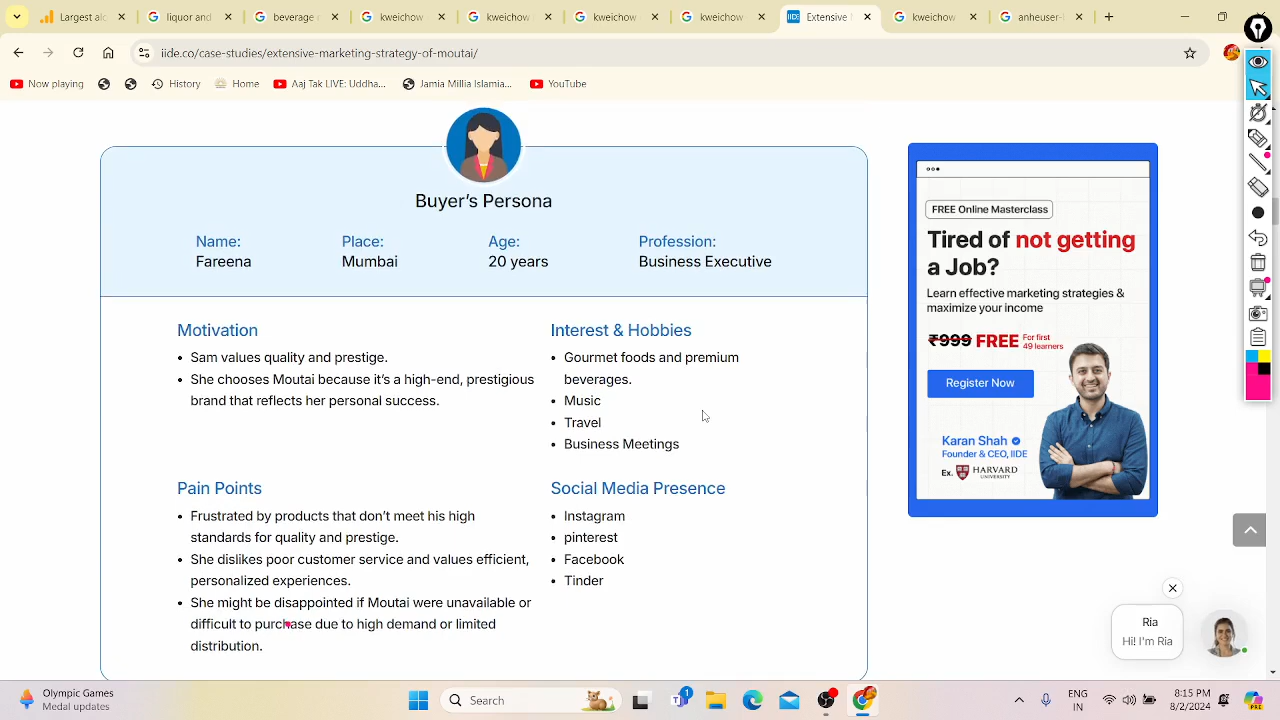 Largest
liquor and
beverage
kweichow
kweichow
kweichow
kweichow
Extensive
kweichow
anheuser-
iide.co/case-studies/extensive-marketing-strategy-of-moutai/
Now playing
History
Home
Aaj Tak LIVE: Uddha...
Jamia Millia Islamia...
YouTube
Buyer's Persona
Name:
Fareena
Place:
Mumbai
Age:
20 years
Profession:
Business Executive
Motivation
• Sam values quality and prestige.
• She chooses Moutai because it's a high-end, prestigious
brand that reflects her personal success.
Interest & Hobbies
• Gourmet foods and premium
beverages.
• Music
• Travel
• Business Meetings
Pain Points
• Frustrated by products that don't meet his high
standards for quality and prestige.
• She dislikes poor customer service and values efficient,
personalized experiences.
• She might be disappointed if Moutai were unavailable or
difficult to purchase due to high demand or limited
distribution.
Social Media Presence
• Instagram
• pinterest
• Facebook
• Tinder
FREE Online Masterclass
Tired of not getting
a Job?
Learn effective marketing strategies &
maximize your income
₹999 FREE For first
49 learners
Register Now
Karan Shah
Founder & CEO, IIDE
Ex. HARVARD
UNIVERSITY
Ria
Hi! I'm Ria
Olympic Games
Medal updates
Search
1
ENG
IN
8:15 PM
8/2/2024